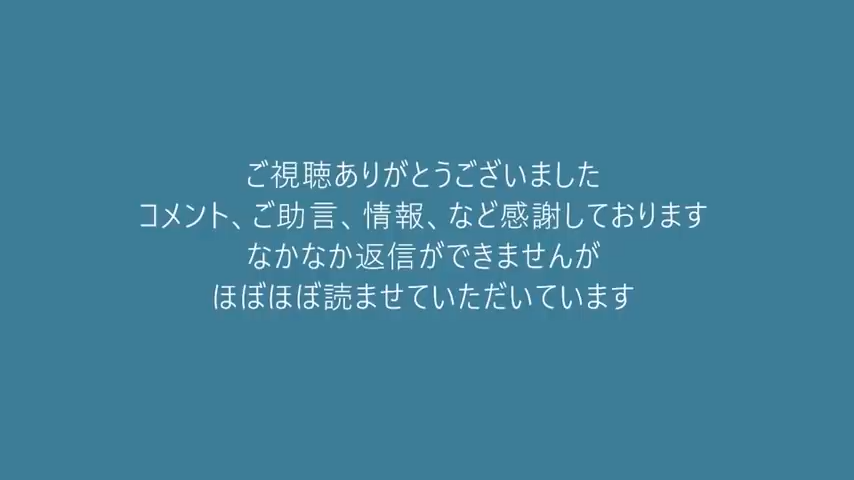 ご視聴ありがとうございました
コメント、ご助言、情報、など感謝しております
なかなか返信ができませんが
ほぼほぼ読ませていただいています